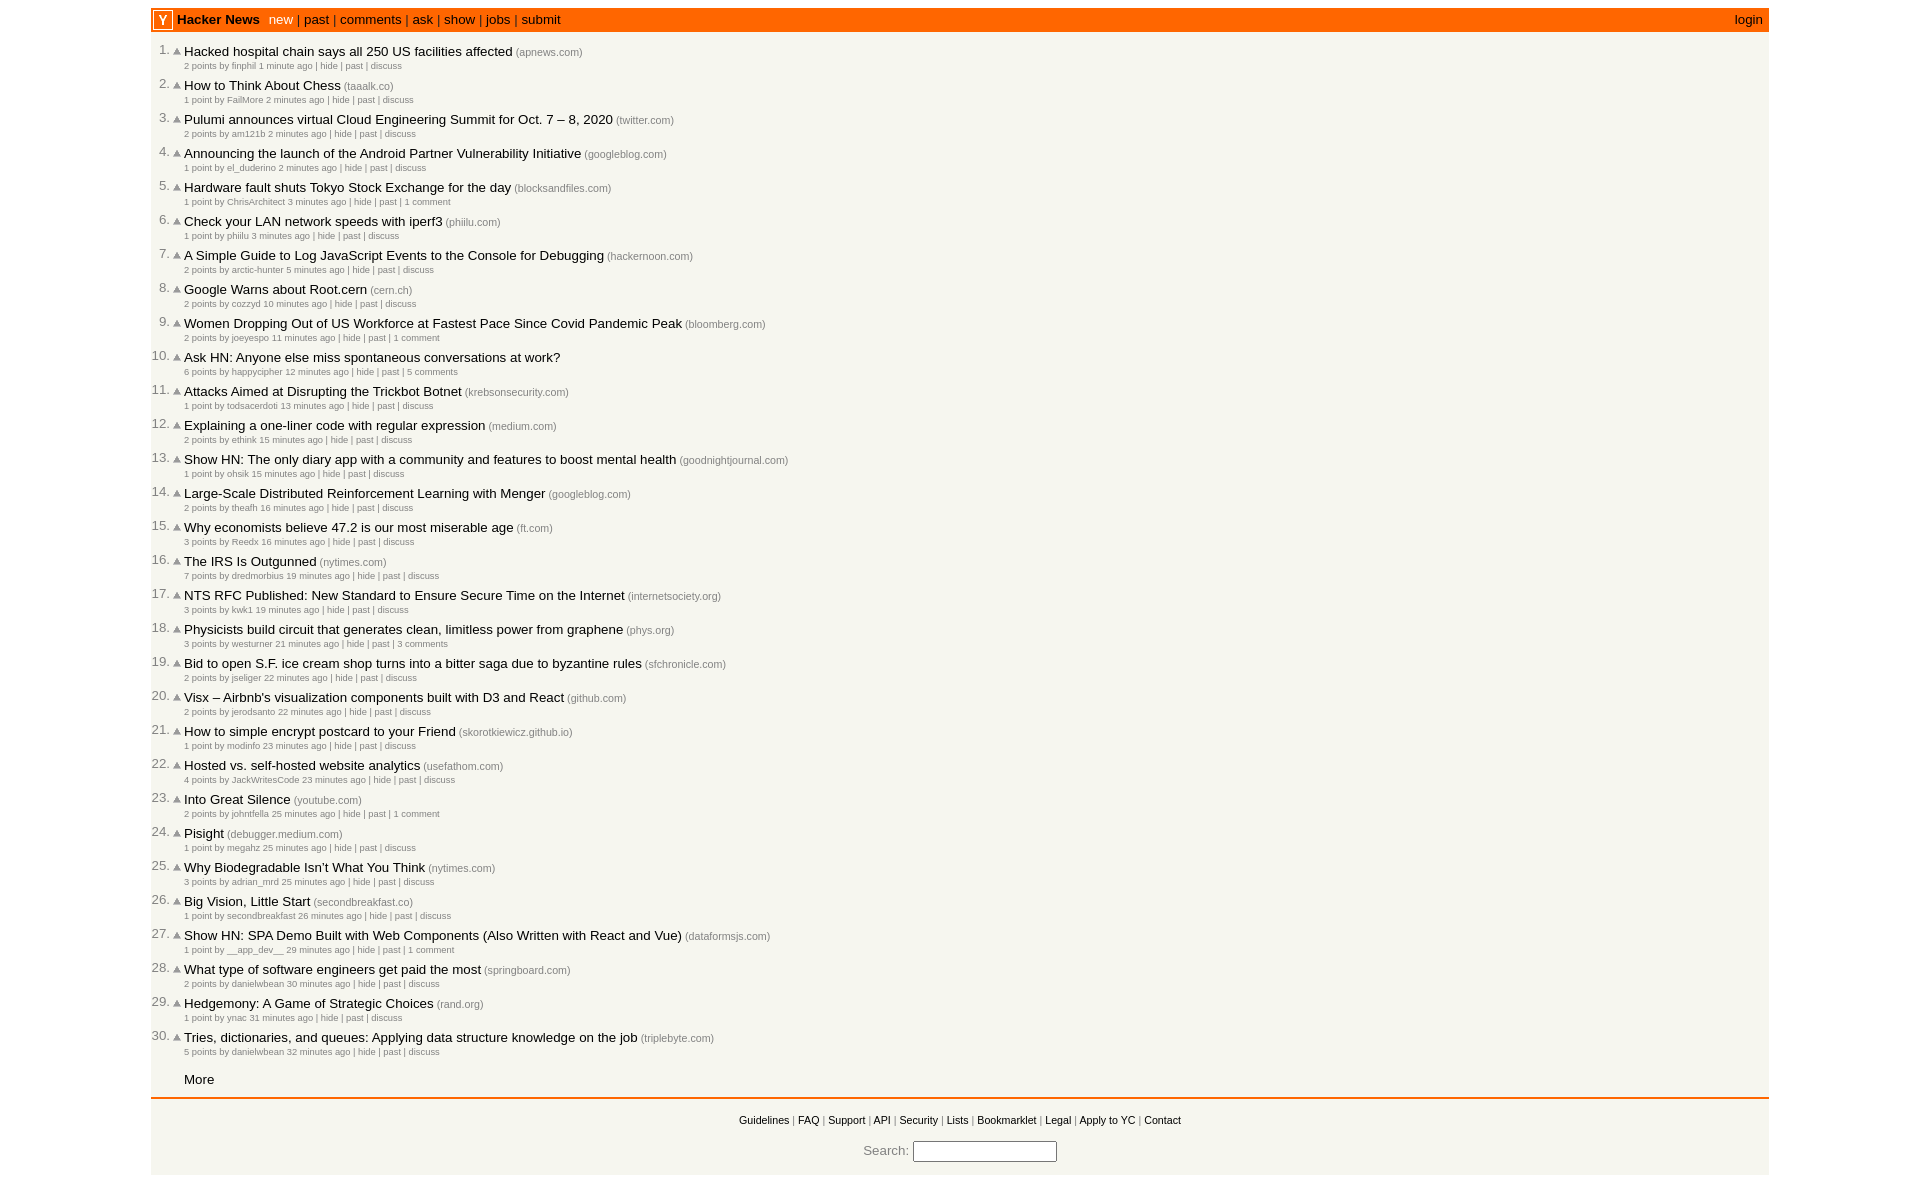 Y Hacker News new | past | comments | ask | show | jobs | submit login
1. Hacked hospital chain says all 250 US facilities affected (apnews.com)
2 points by finphil 1 minute ago | hide | past | discuss
2. How to Think About Chess (taaalk.co)
1 point by FailMore 2 minutes ago | hide | past | discuss
3. Pulumi announces virtual Cloud Engineering Summit for Oct. 7 – 8, 2020 (twitter.com)
2 points by am121b 2 minutes ago | hide | past | discuss
4. Announcing the launch of the Android Partner Vulnerability Initiative (googleblog.com)
1 point by el_duderino 2 minutes ago | hide | past | discuss
5. Hardware fault shuts Tokyo Stock Exchange for the day (blocksandfiles.com)
1 point by ChrisArchitect 3 minutes ago | hide | past | 1 comment
6. Check your LAN network speeds with iperf3 (phiilu.com)
1 point by phiilu 3 minutes ago | hide | past | discuss
7. A Simple Guide to Log JavaScript Events to the Console for Debugging (hackernoon.com)
2 points by arctic-hunter 5 minutes ago | hide | past | discuss
8. Google Warns about Root.cern (cern.ch)
2 points by cozzyd 10 minutes ago | hide | past | discuss
9. Women Dropping Out of US Workforce at Fastest Pace Since Covid Pandemic Peak (bloomberg.com)
2 points by joeyespo 11 minutes ago | hide | past | 1 comment
10. Ask HN: Anyone else miss spontaneous conversations at work?
6 points by happycipher 12 minutes ago | hide | past | 5 comments
11. Attacks Aimed at Disrupting the Trickbot Botnet (krebsonsecurity.com)
1 point by todsacerdoti 13 minutes ago | hide | past | discuss
12. Explaining a one-liner code with regular expression (medium.com)
2 points by ethink 15 minutes ago | hide | past | discuss
13. Show HN: The only diary app with a community and features to boost mental health (goodnightjournal.com)
1 point by ohsik 15 minutes ago | hide | past | discuss
14. Large-Scale Distributed Reinforcement Learning with Menger (googleblog.com)
2 points by theafh 16 minutes ago | hide | past | discuss
15. Why economists believe 47.2 is our most miserable age (ft.com)
3 points by Reedx 16 minutes ago | hide | past | discuss
16. The IRS Is Outgunned (nytimes.com)
7 points by dredmorbius 19 minutes ago | hide | past | discuss
17. NTS RFC Published: New Standard to Ensure Secure Time on the Internet (internetsociety.org)
3 points by kwk1 19 minutes ago | hide | past | discuss
18. Physicists build circuit that generates clean, limitless power from graphene (phys.org)
3 points by westurner 21 minutes ago | hide | past | 3 comments
19. Bid to open S.F. ice cream shop turns into a bitter saga due to byzantine rules (sfchronicle.com)
2 points by jseliger 22 minutes ago | hide | past | discuss
20. Visx – Airbnb's visualization components built with D3 and React (github.com)
2 points by jerodsanto 22 minutes ago | hide | past | discuss
21. How to simple encrypt postcard to your Friend (skorotkiewicz.github.io)
1 point by modinfo 23 minutes ago | hide | past | discuss
22. Hosted vs. self-hosted website analytics (usefathom.com)
4 points by JackWritesCode 23 minutes ago | hide | past | discuss
23. Into Great Silence (youtube.com)
2 points by johntfella 25 minutes ago | hide | past | 1 comment
24. Pisight (debugger.medium.com)
1 point by megahz 25 minutes ago | hide | past | discuss
25. Why Biodegradable Isn’t What You Think (nytimes.com)
3 points by adrian_mrd 25 minutes ago | hide | past | discuss
26. Big Vision, Little Start (secondbreakfast.co)
1 point by secondbreakfast 26 minutes ago | hide | past | discuss
27. Show HN: SPA Demo Built with Web Components (Also Written with React and Vue) (dataformsjs.com)
1 point by __app_dev__ 29 minutes ago | hide | past | 1 comment
28. What type of software engineers get paid the most (springboard.com)
2 points by danielwbean 30 minutes ago | hide | past | discuss
29. Hedgemony: A Game of Strategic Choices (rand.org)
1 point by ynac 31 minutes ago | hide | past | discuss
30. Tries, dictionaries, and queues: Applying data structure knowledge on the job (triplebyte.com)
5 points by danielwbean 32 minutes ago | hide | past | discuss
More
Guidelines | FAQ | Support | API | Security | Lists | Bookmarklet | Legal | Apply to YC | Contact
Search: